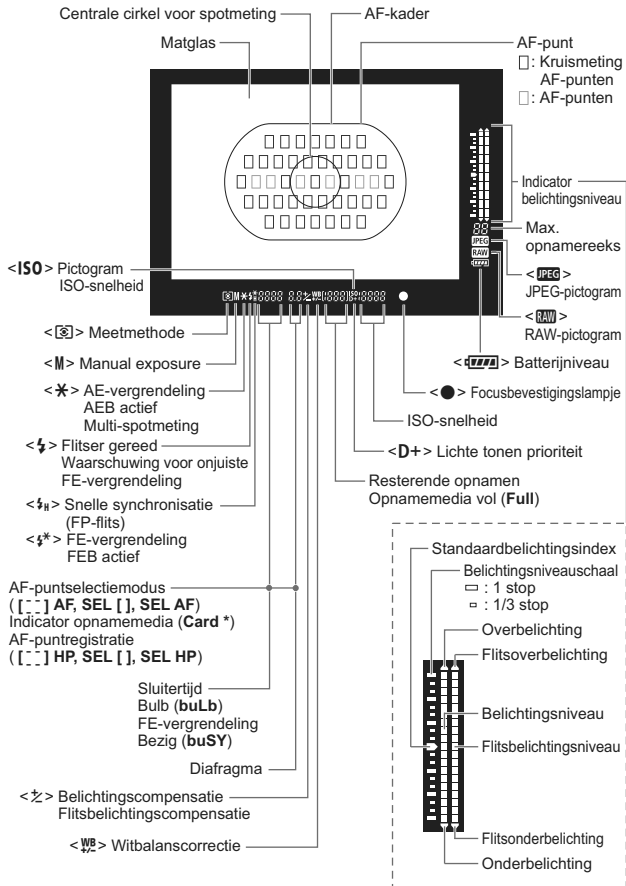 Centrale cirkel voor spotmeting
AF-kader
Matglas
AF-punt
□: Kruismeting
AF-punten
□: AF-punten
Indicator
belichtingsniveau
Max.
opnamereeks
<JPEG>
JPEG-pictogram
<RAW>
RAW-pictogram
<ISO> Pictogram
ISO-snelheid
< > Meetmethode
<M> Manual exposure
<✱> AE-vergrendeling
AEB actief
Multi-spotmeting
<⚡> Flitser gereed
Waarschuwing voor onjuiste
FE-vergrendeling
<⚡H> Snelle synchronisatie
(FP-flits)
<⚡*> FE-vergrendeling
FEB actief
< > Batterijniveau
<●> Focusbevestigingslampje
ISO-snelheid
<D+> Lichte tonen prioriteit
Resterende opnamen
Opnamemedia vol (Full)
AF-puntselectiemodus
([ ] AF, SEL [ ], SEL AF)
Indicator opnamemedia (Card *)
AF-puntregistratie
([ ] HP, SEL [ ], SEL HP)
Sluitertijd
Bulb (buLb)
FE-vergrendeling
Bezig (buSY)
Diafragma
<+/-> Belichtingscompensatie
Flitsbelichtingscompensatie
<WB +/-> Witbalanscorrectie
Standaardbelichtingsindex
Belichtingsniveauschaal
: 1 stop
: 1/3 stop
Overbelichting
Flitsoverbelichting
Belichtingsniveau
Flitsbelichtingsniveau
Flitsonderbelichting
Onderbelichting